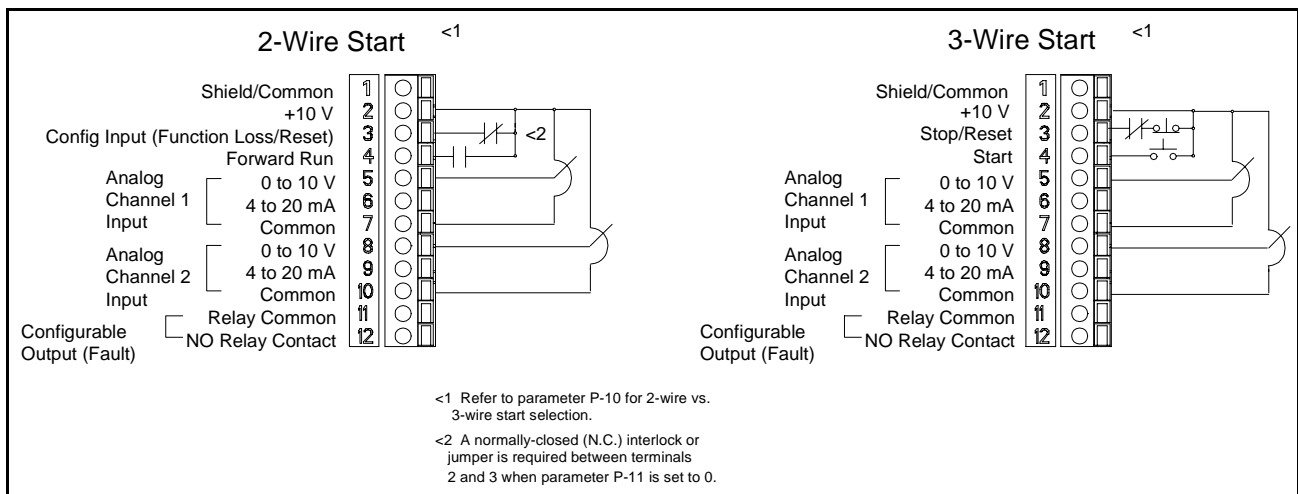 2-Wire Start <1
Shield/Common 1
+10 V 2
Config Input (Function Loss/Reset) 3 <2
Forward Run 4
Analog
Channel 1
Input
0 to 10 V 5
4 to 20 mA 6
Common 7
Analog
Channel 2
Input
0 to 10 V 8
4 to 20 mA 9
Common 10
Configurable
Output (Fault)
Relay Common 11
NO Relay Contact 12
3-Wire Start <1
Shield/Common 1
+10 V 2
Stop/Reset 3
Start 4
Analog
Channel 1
Input
0 to 10 V 5
4 to 20 mA 6
Common 7
Analog
Channel 2
Input
0 to 10 V 8
4 to 20 mA 9
Common 10
Configurable
Output (Fault)
Relay Common 11
NO Relay Contact 12
<1 Refer to parameter P-10 for 2-wire vs.
3-wire start selection.
<2 A normally-closed (N.C.) interlock or
jumper is required between terminals
2 and 3 when parameter P-11 is set to 0.